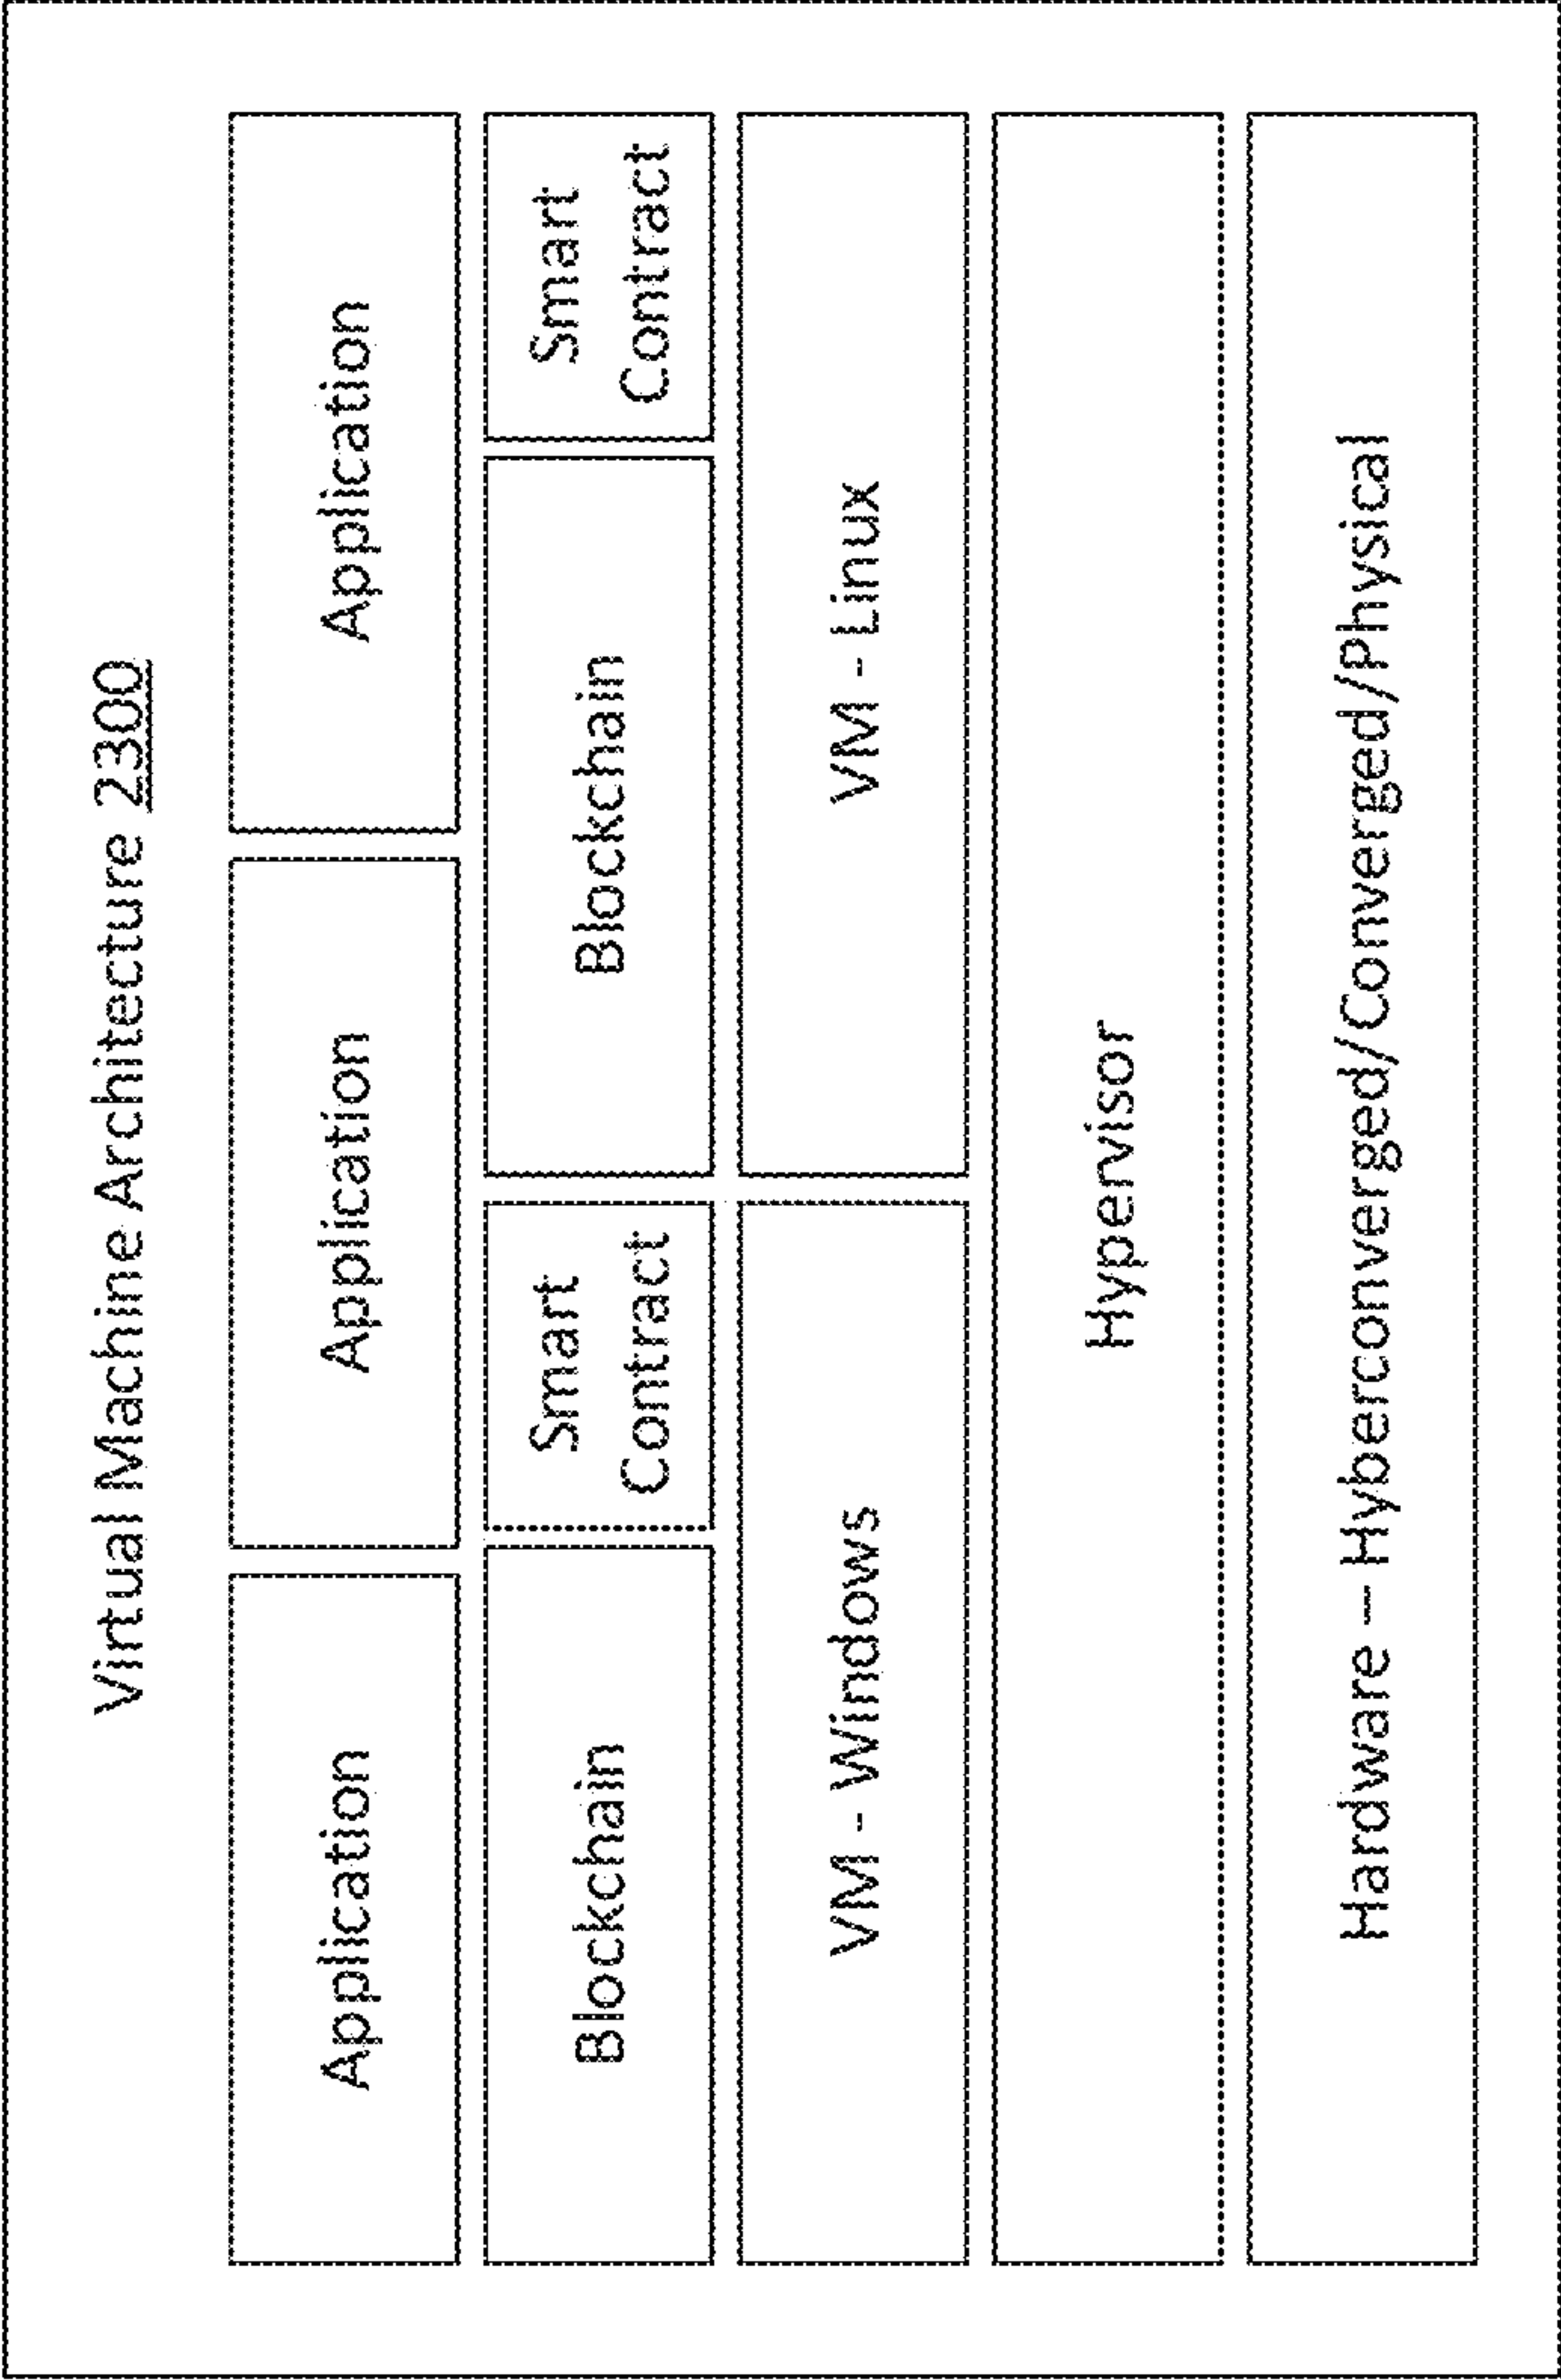 Virtual Machine Architecture 2300
Application
Application
Application
Blockchain
Smart
Contract
Blockchain
Smart
Contract
VM - Windows
VM - Linux
Hypervisor
Hardware – Hyberconverged/Converged/Physical